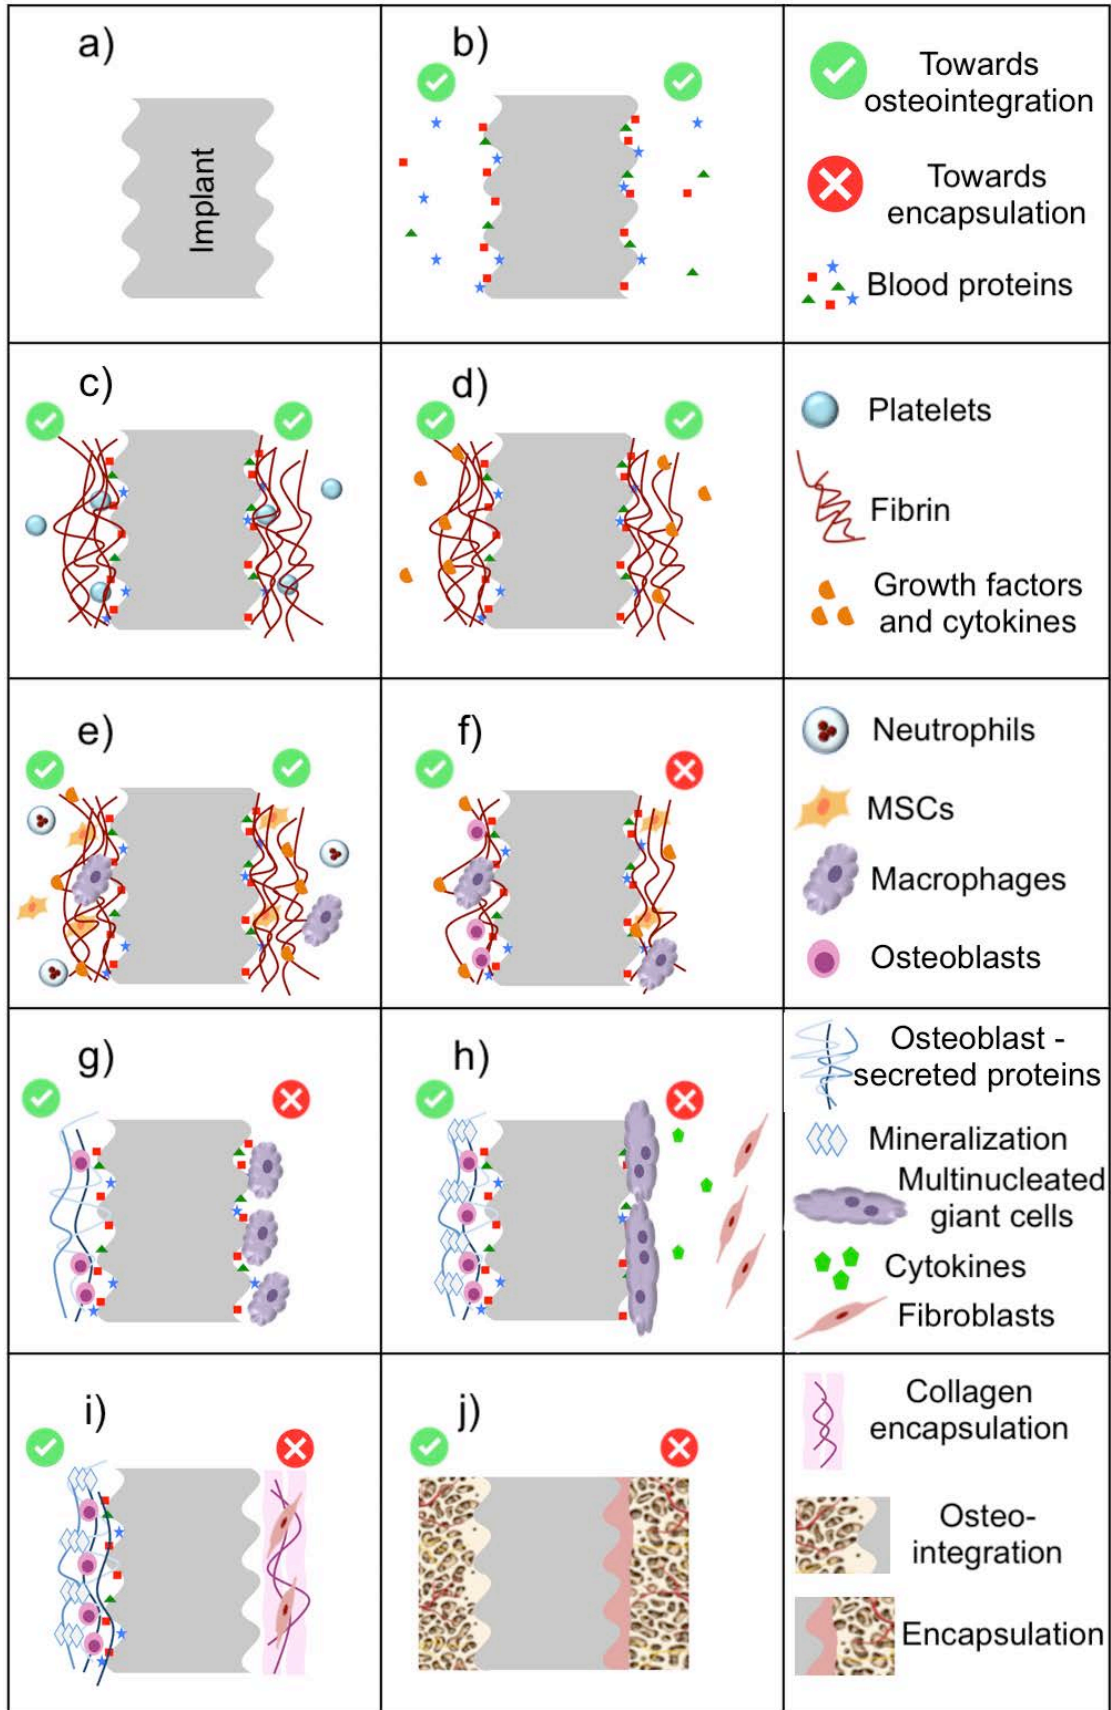 a)
Implant
b)
Towards
osteointegration
Towards
encapsulation
Blood proteins
c)
d)
Platelets
Fibrin
Growth factors
and cytokines
e)
f)
Neutrophils
MSCs
Macrophages
Osteoblasts
g)
h)
Osteoblast -
secreted proteins
Mineralization
Multinucleated
giant cells
Cytokines
Fibroblasts
i)
j)
Collagen
encapsulation
Osteo-
integration
Encapsulation